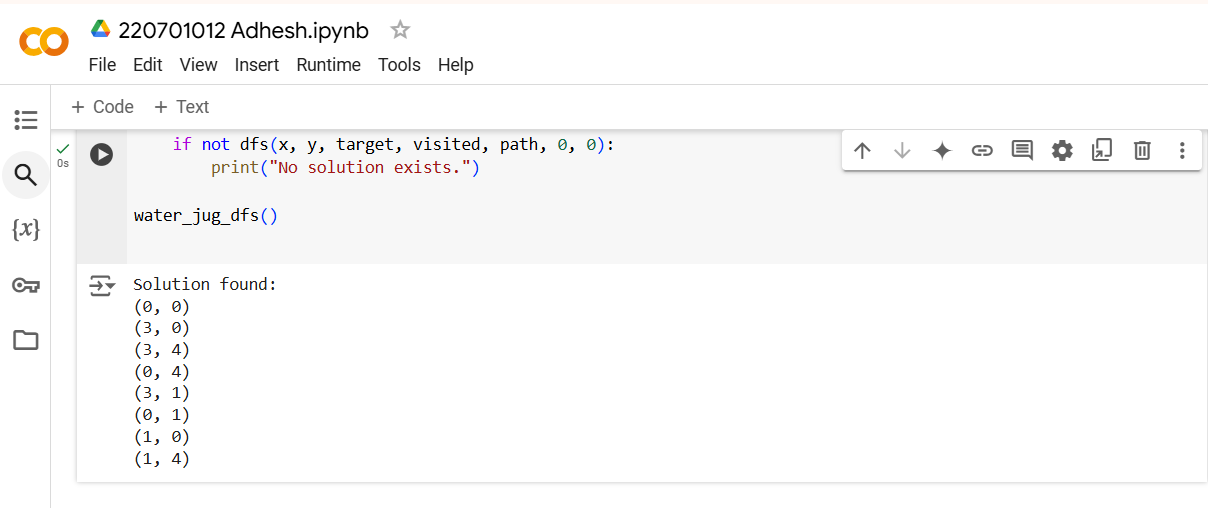 220701012 Adhesh.ipynb
File Edit View Insert Runtime Tools Help
+ Code + Text
if not dfs(x, y, target, visited, path, 0, 0):
0s
print("No solution exists.")
water_jug_dfs()
{x}
Solution found:
(0, 0)
(3, 0)
(3, 4)
(0, 4)
(3, 1)
(0, 1)
(1, 0)
(1, 4)